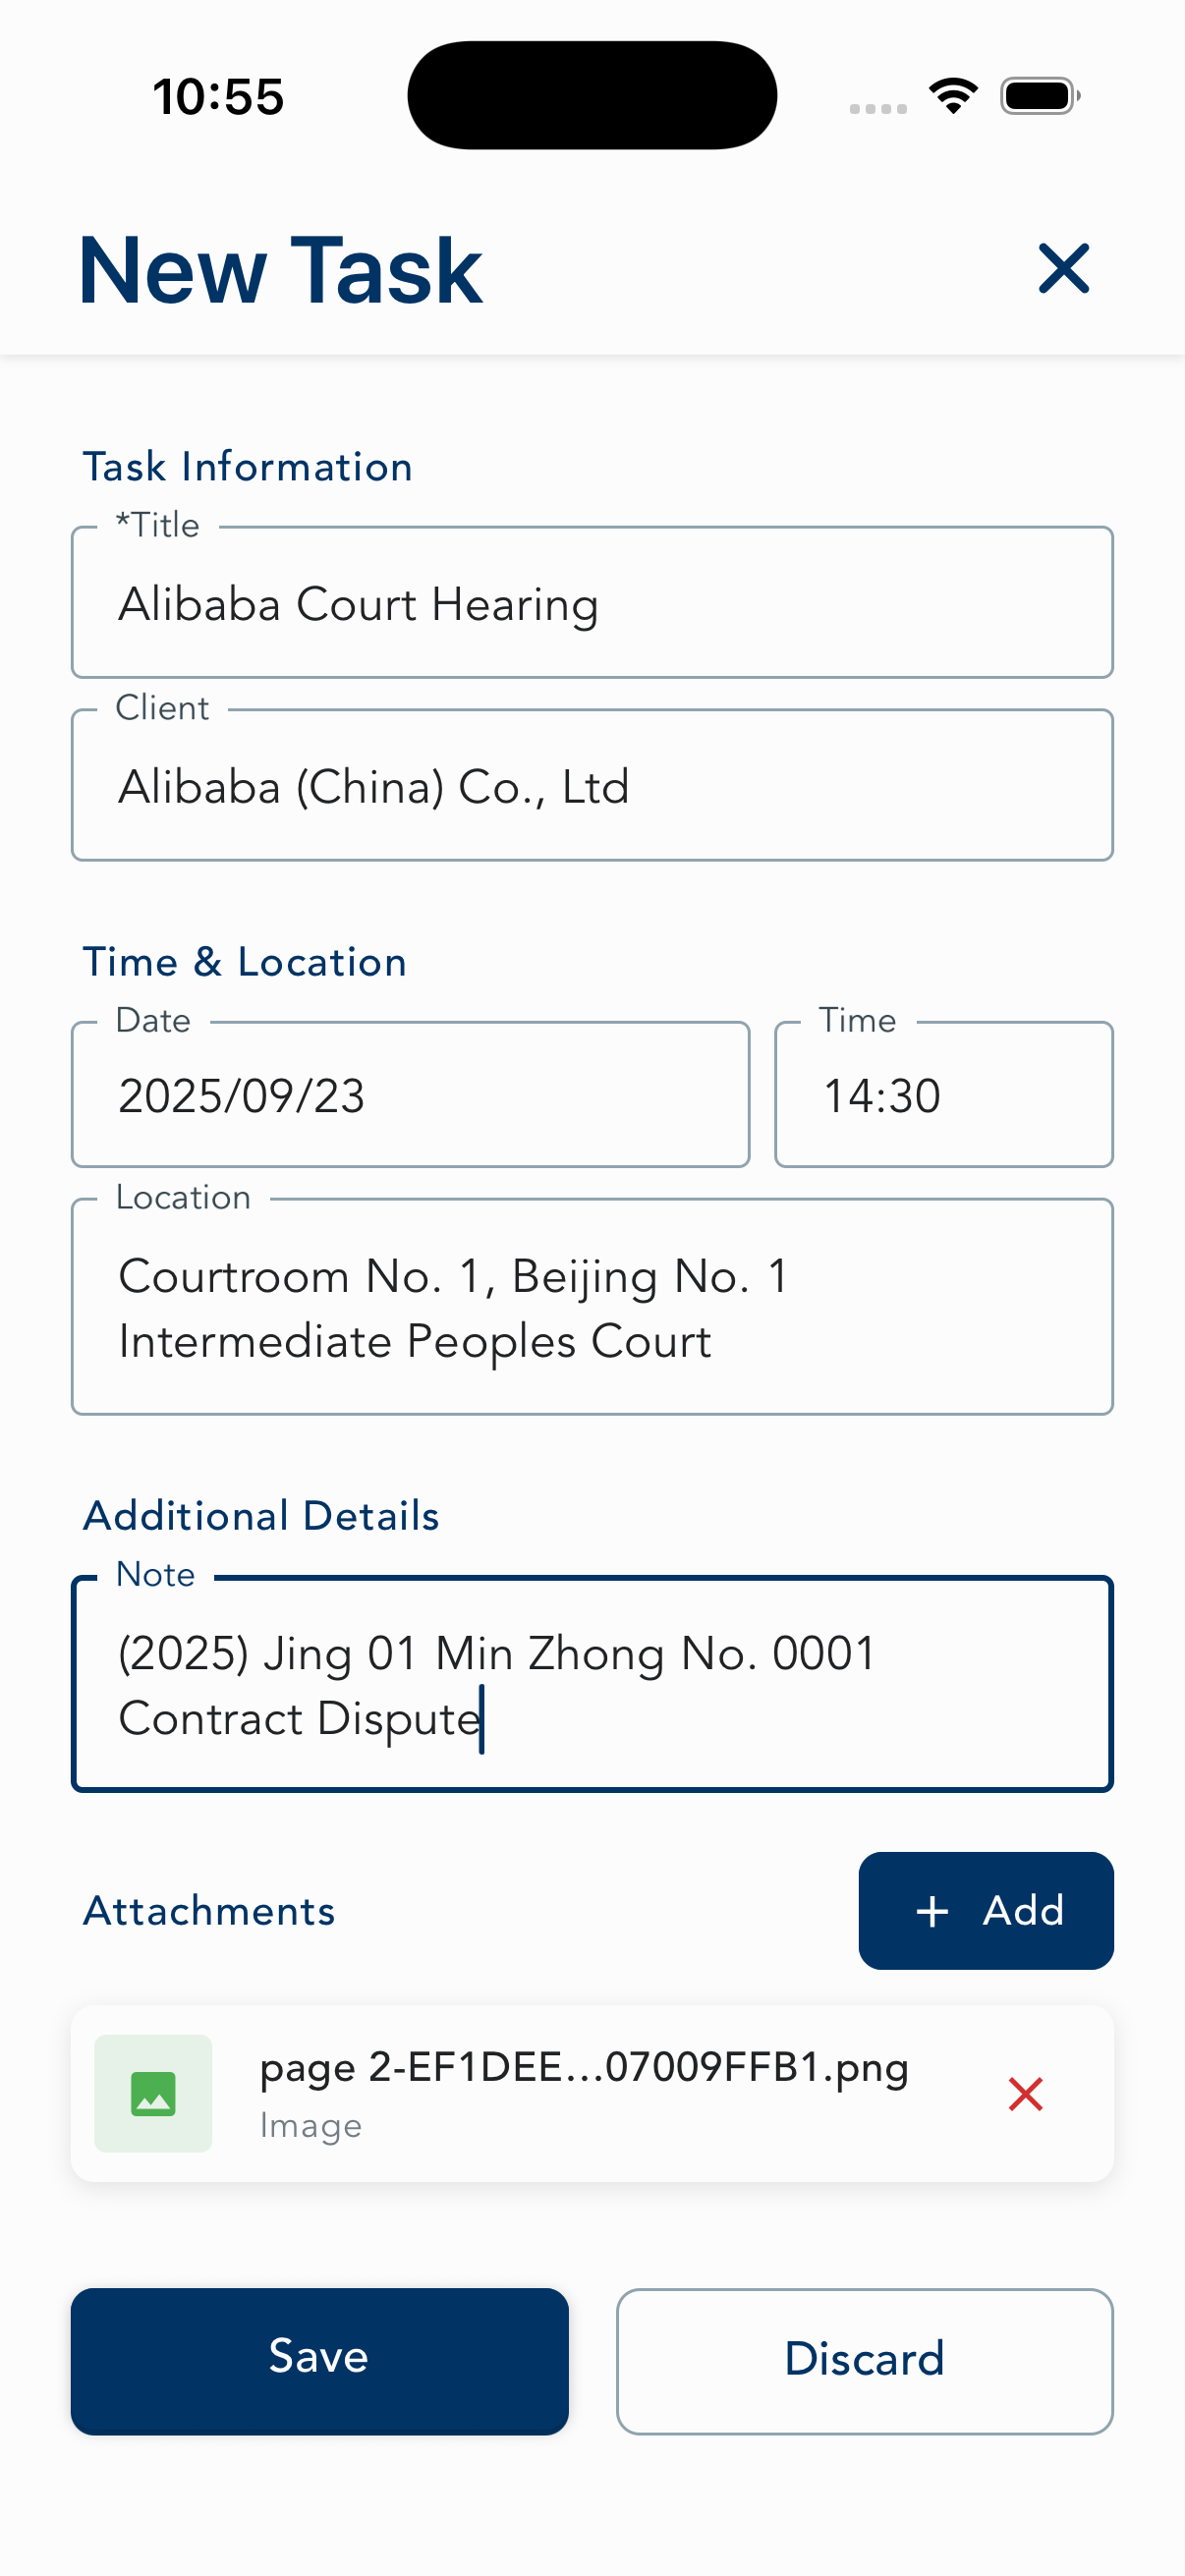 10:55
New Task
Task Information
*Title
Alibaba Court Hearing
Client
Alibaba (China) Co., Ltd
Time & Location
Date
2025/09/23
Time
14:30
Location
Courtroom No. 1, Beijing No. 1
Intermediate Peoples Court
Additional Details
Note
(2025) Jing 01 Min Zhong No. 0001
Contract Dispute
Attachments
+ Add
page 2-EF1DEE...07009FFB1.png
Image
Save
Discard